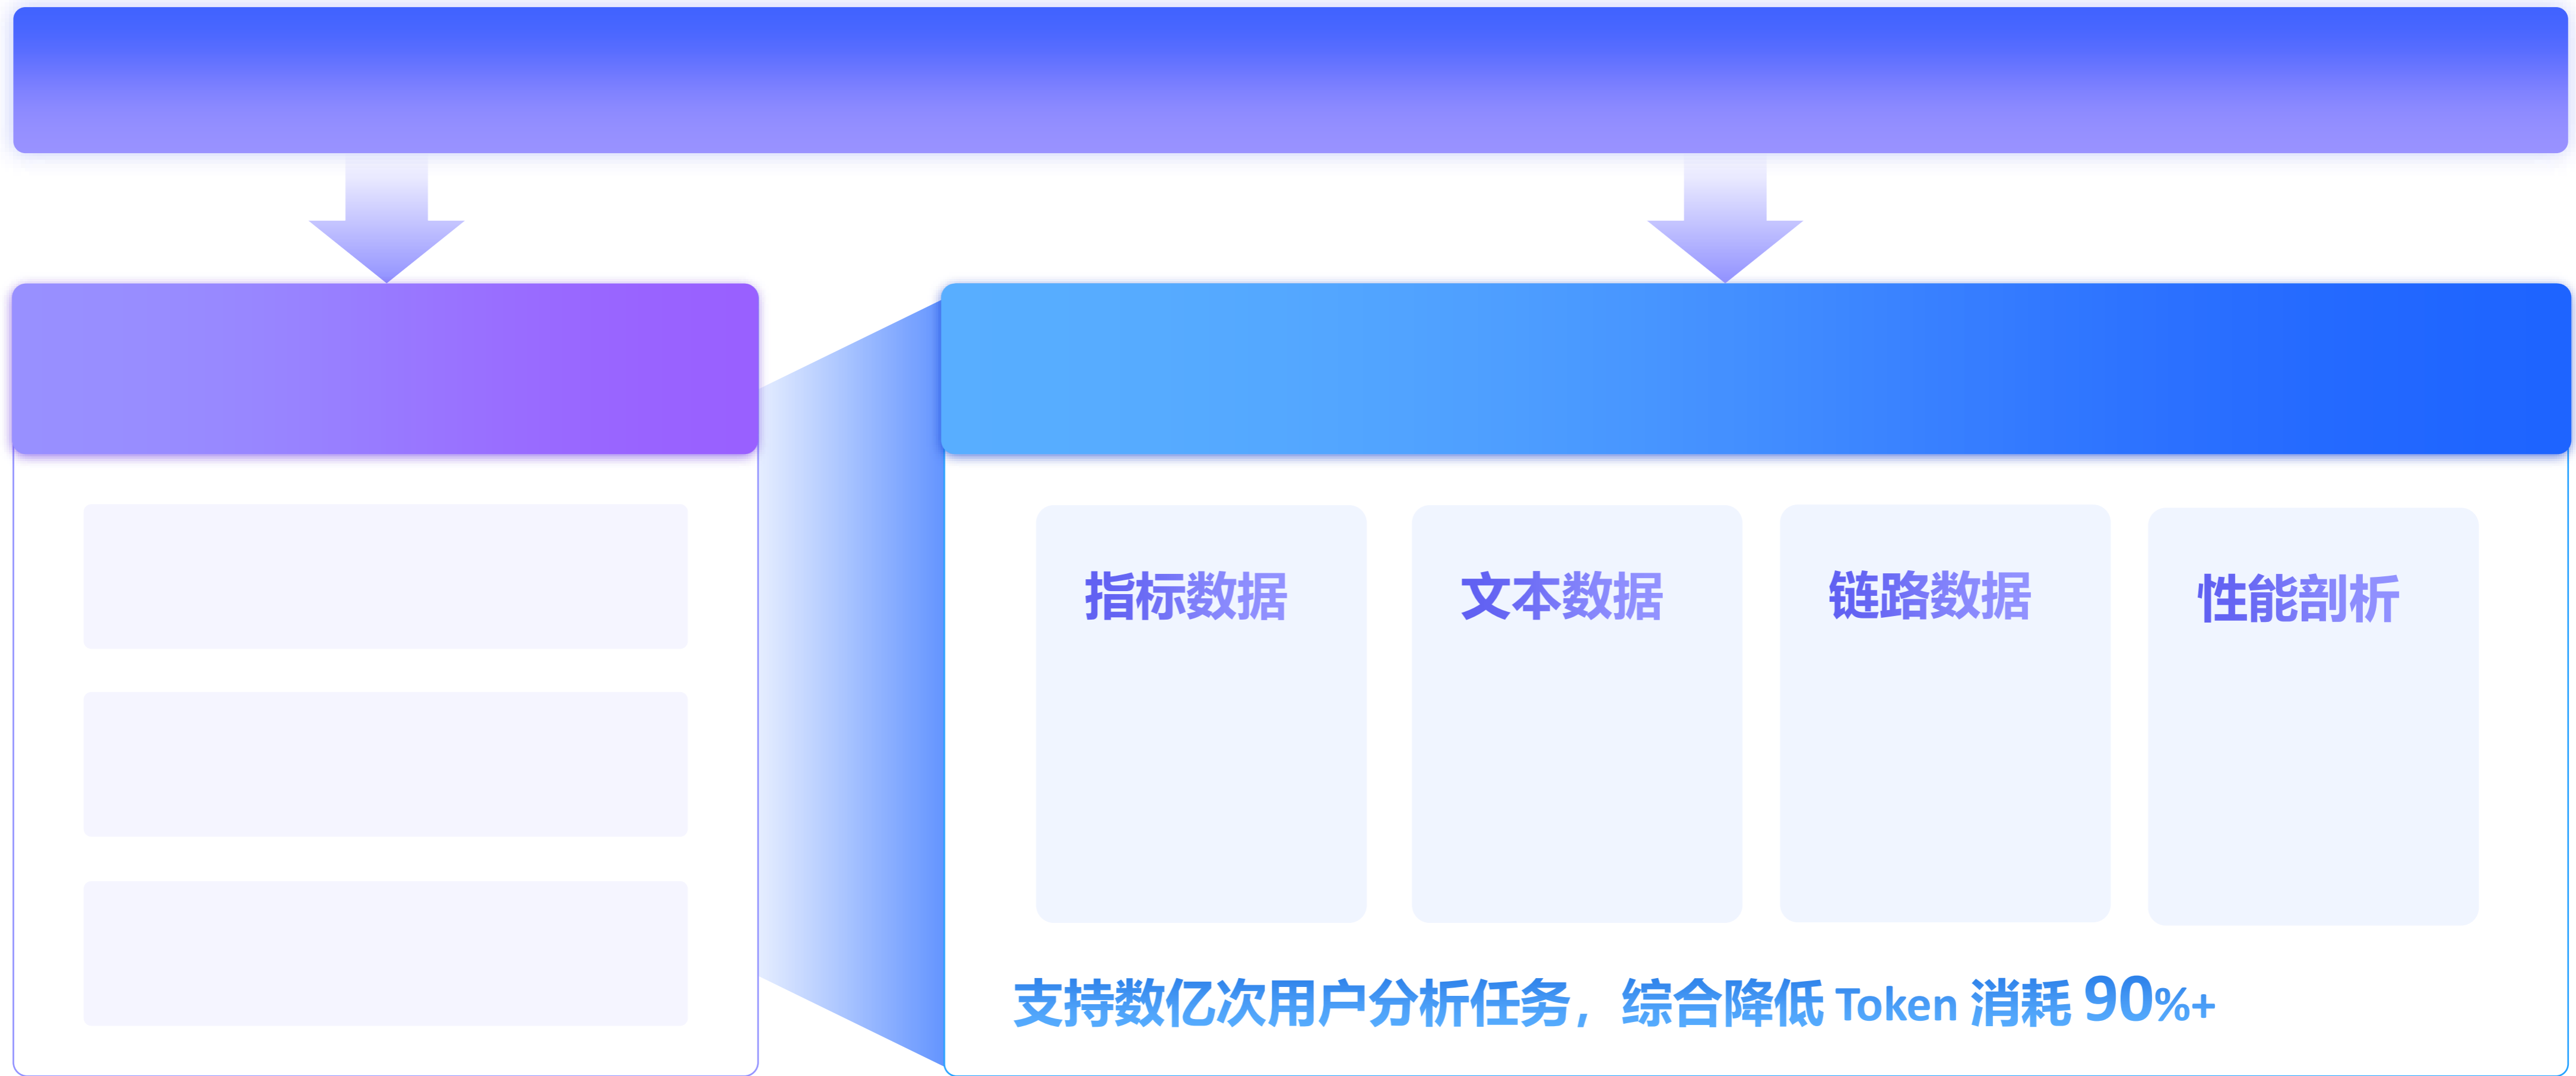 指标数据
文本数据
链路数据
性能剖析
支持数亿次用户分析任务，综合降低 Token 消耗 90%+